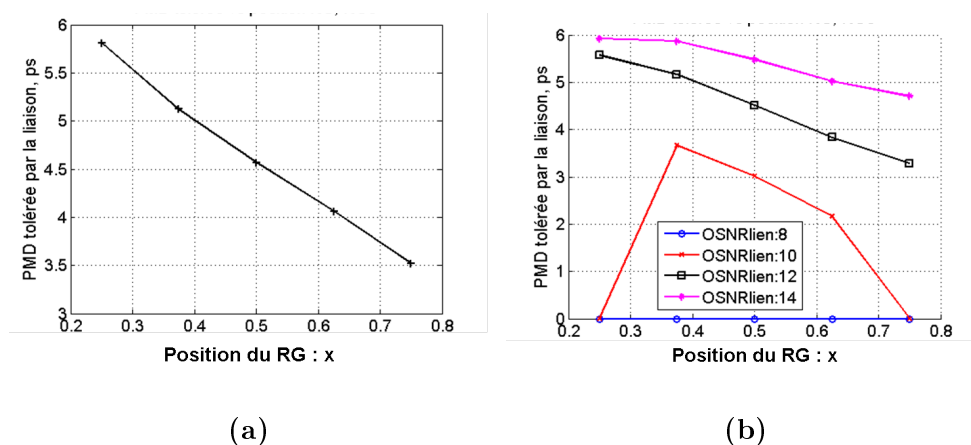 6
5.5
5
4.5
4
3.5
3
0.2 0.3 0.4 0.5 0.6 0.7 0.8
PMD tolérée par la liaison, ps
Position du RG : x
(a)
6
5
4
3
2
1
0
0.2 0.3 0.4 0.5 0.6 0.7 0.8
PMD tolérée par la liaison, ps
OSNRlien:8
OSNRlien:10
OSNRlien:12
OSNRlien:14
Position du RG : x
(b)